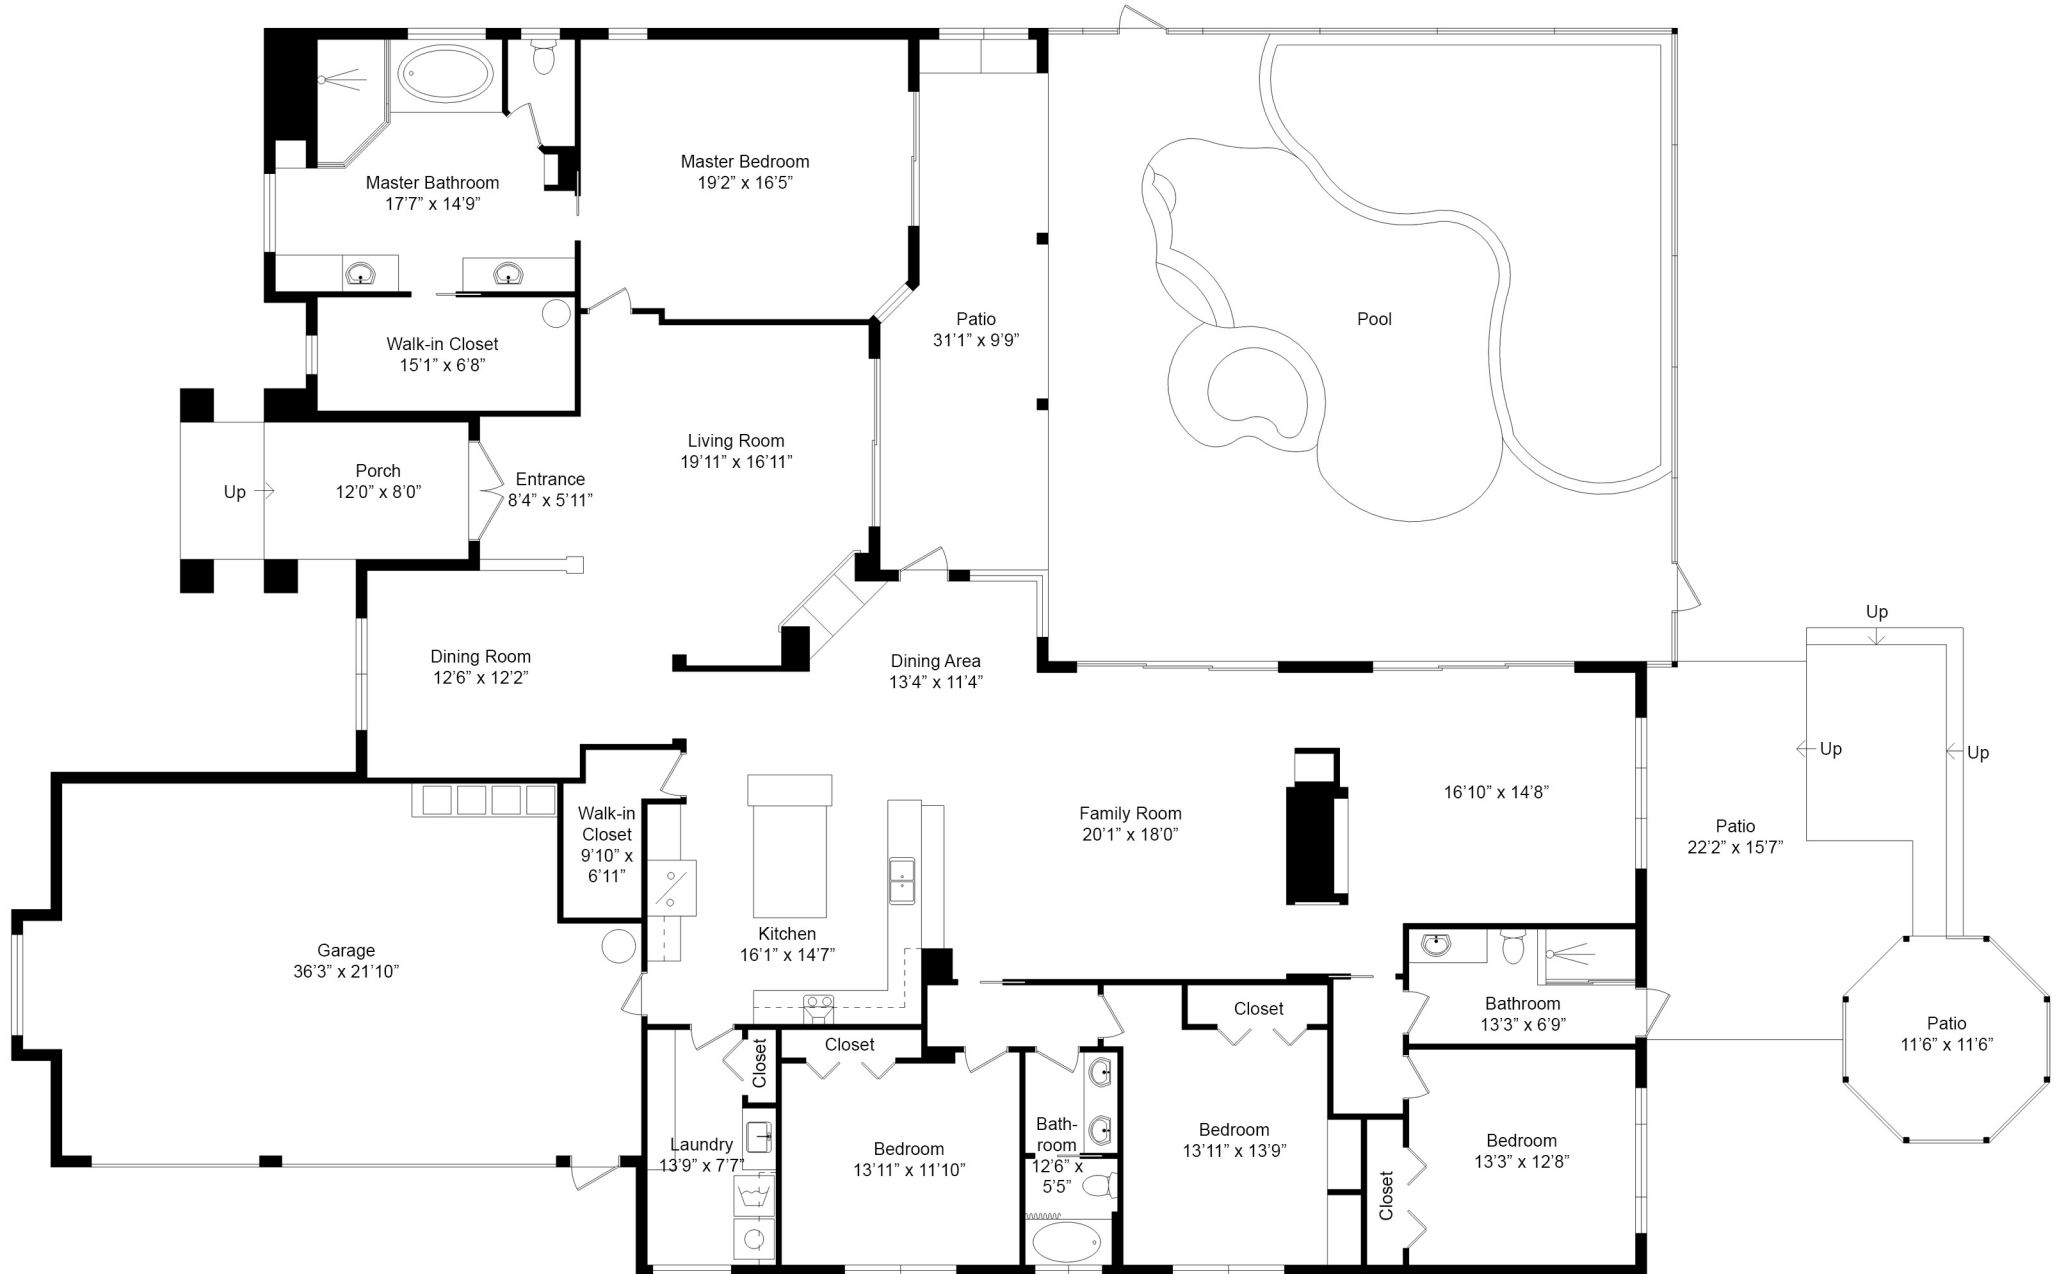 Master Bathroom
17'7” x 14'9”
Master Bedroom
19'2” x 16'5”
Walk-in Closet
15'1” x 6'8”
Patio
31'1” x 9'9”
Pool
Up
Porch
12'0” x 8'0”
Entrance
8'4” x 5'11”
Living Room
19'11” x 16'11”
Dining Room
12'6” x 12'2”
Dining Area
13'4” x 11'4”
Up
Up
Up
Walk-in
Closet
9'10” x
6'11”
Family Room
20'1” x 18'0”
16'10” x 14'8”
Patio
22'2” x 15'7”
Garage
36'3” x 21'10”
Kitchen
16'1” x 14'7”
Closet
Closet
Closet
Bathroom
13'3” x 6'9”
Patio
11'6” x 11'6”
Laundry
13'9” x 7'7”
Bedroom
13'11” x 11'10”
Bath-
room
12'6” x
5'5”
Bedroom
13'11” x 13'9”
Closet
Bedroom
13'3” x 12'8”